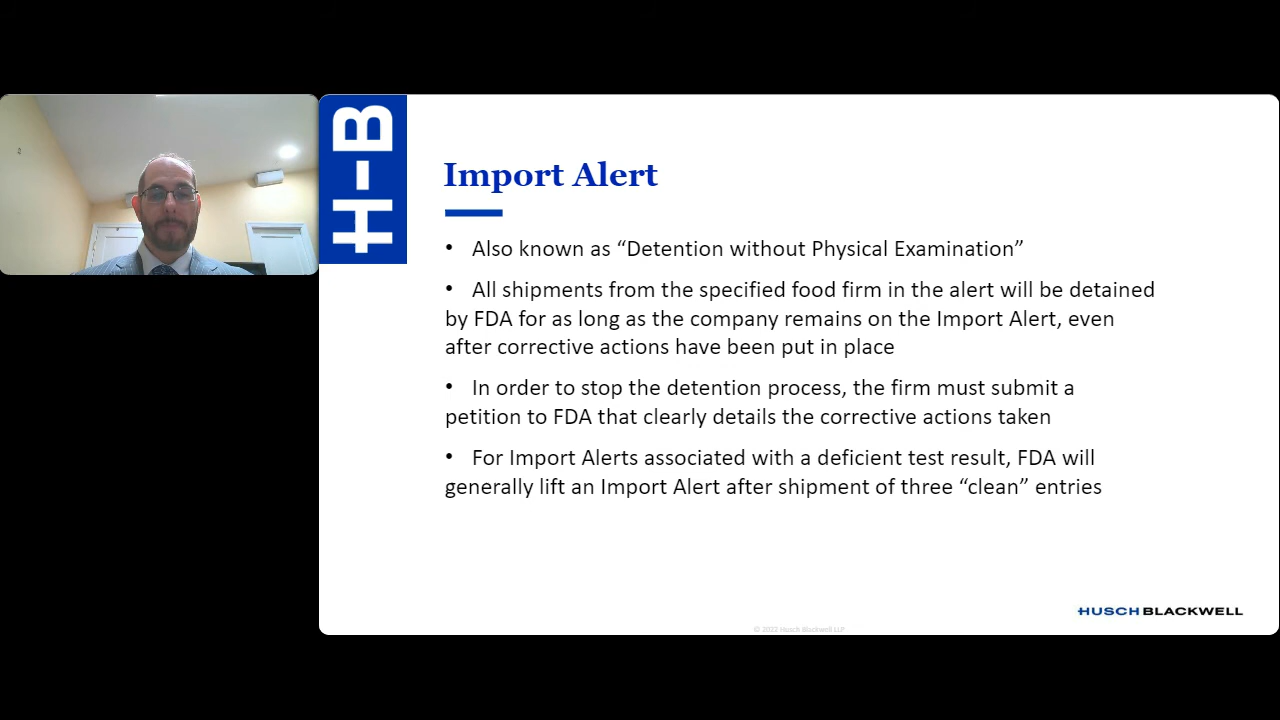 H-B
Import Alert
• Also known as “Detention without Physical Examination”
• All shipments from the specified food firm in the alert will be detained
by FDA for as long as the company remains on the Import Alert, even
after corrective actions have been put in place
• In order to stop the detention process, the firm must submit a
petition to FDA that clearly details the corrective actions taken
• For Import Alerts associated with a deficient test result, FDA will
generally lift an Import Alert after shipment of three “clean” entries
HUSCH BLACKWELL
© 2022 Husch Blackwell LLP